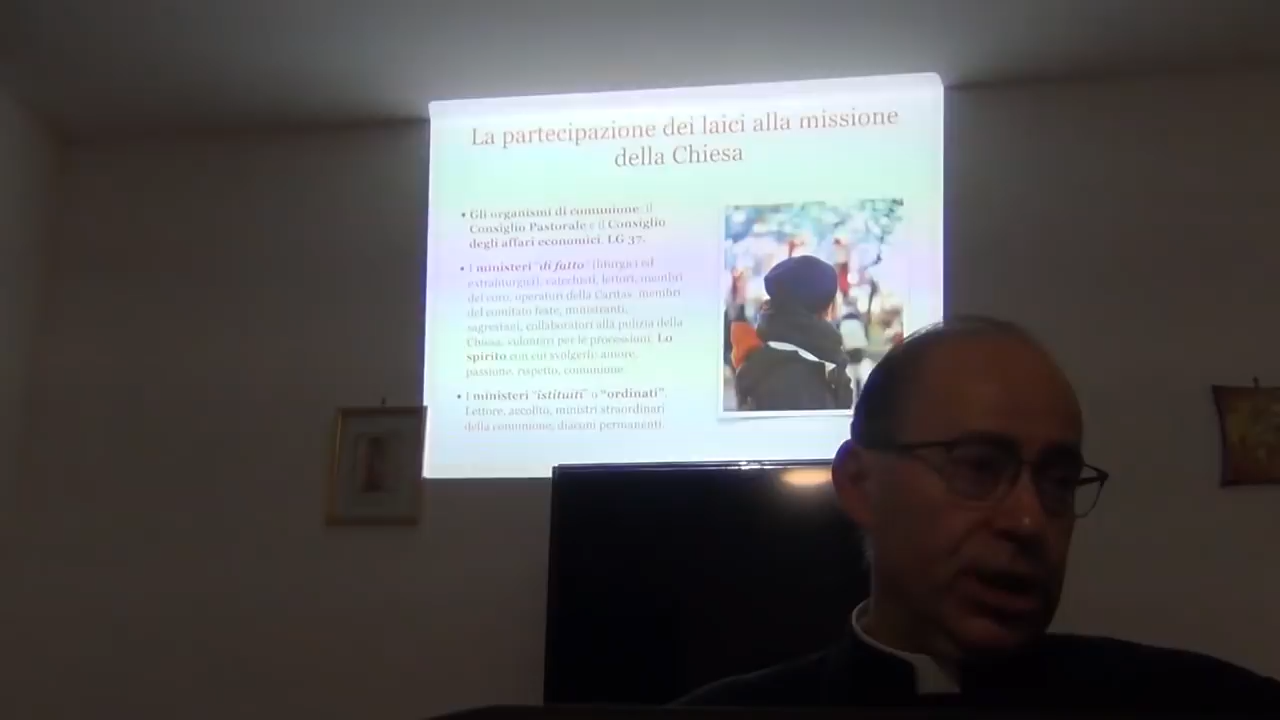 La partecipazione dei laici alla missione
della Chiesa
• Gli organismi di comunione: il
Consiglio Pastorale e il Consiglio
degli affari economici. LG 37.
• I ministeri "di fatto" (liturgici ed
extraliturgici), catechisti, lettori, membri
del coro, operatori della Caritas, membri
del comitato feste, ministranti,
sagrestani, collaboratori alla pulizia della
Chiesa, volontari per le processioni. Lo
spirito con cui svolgerli: amore,
passione, rispetto, comunione.
• I ministeri "istituiti" o "ordinati".
Lettore, accolito, ministri straordinari
della comunione, diaconi permanenti.